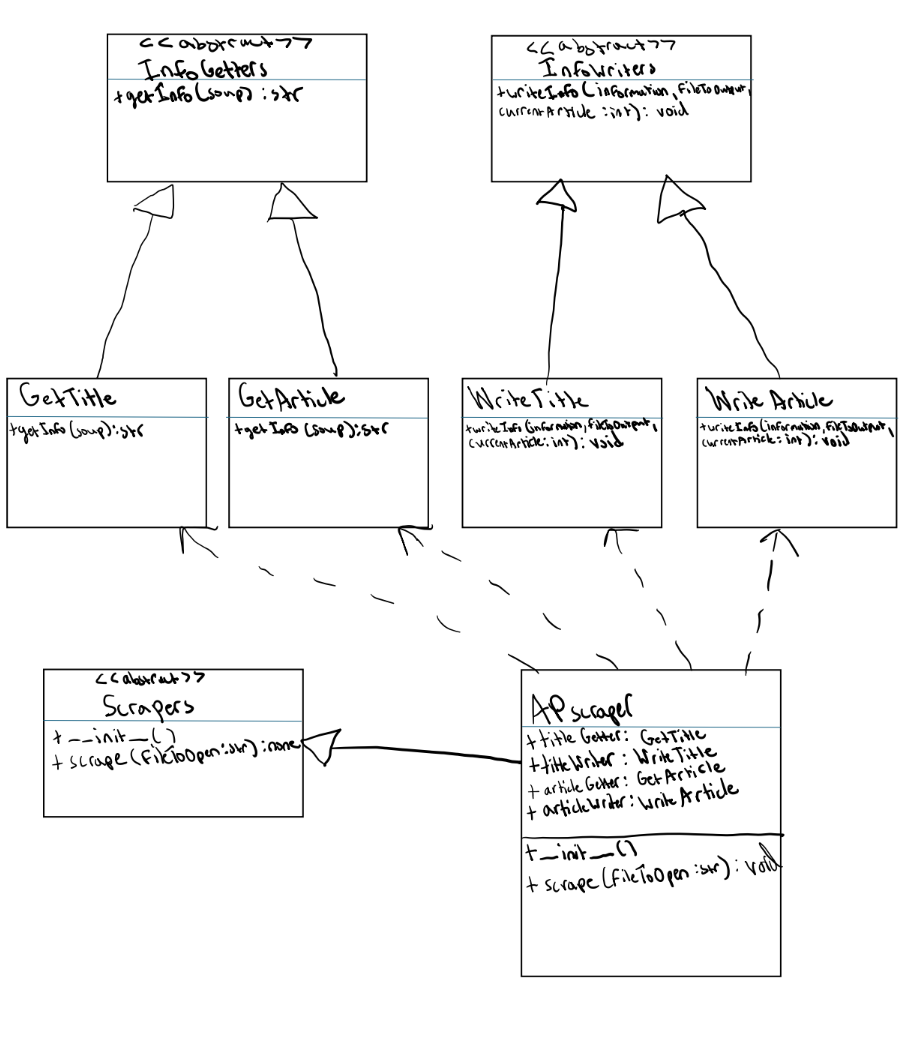 <<abstract>>
InfoGetters
+getInfo(soup):str
<<abstract>>
InfoWriters
+writeInfo(information, fileToOutput,
currentArticle:int): void
GetTitle
+getInfo(soup):str
GetArticle
+getInfo(soup):str
WriteTitle
+writeInfo(information, fileToOutput,
currentArticle:int): void
WriteArticle
+writeInfo(information, fileToOutput,
currentArticle:int): void
<<abstract>>
Scrapers
+__init__()
+ scrape(fileToOpen:str):none
APscraper
+titleGetter: GetTitle
+titleWriter: WriteTitle
+ articleGetter: GetArticle
+ articleWriter: WriteArticle
+__init__()
+ scrape(fileToOpen:str): void